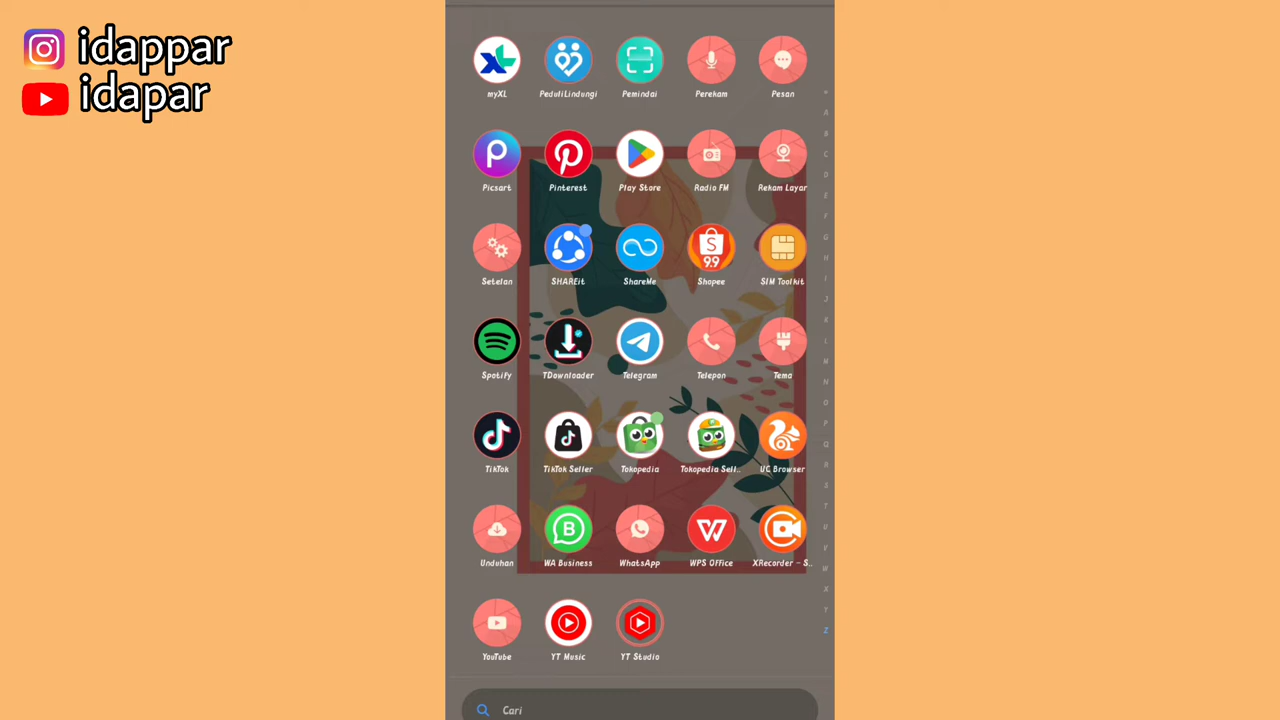 idappar
idapar
myXL PeduliLindungi Pemindai Perekam Pesan
Picsart Pinterest Play Store Radio FM Rekam Layar
S
9.9
Setelan SHAREit ShareMe Shopee SIM Toolkit
Spotify TDownloader Telegram Telepon Tema
TikTok TikTok Seller Tokopedia Tokopedia Sell.. UC Browser
B
W
Unduhan WA Business WhatsApp WPS Office XRecorder - S..
YouTube YT Music YT Studio
A
B
C
D
E
F
G
H
I
J
K
L
M
N
O
P
Q
R
S
T
U
V
W
X
Y
Z
Cari